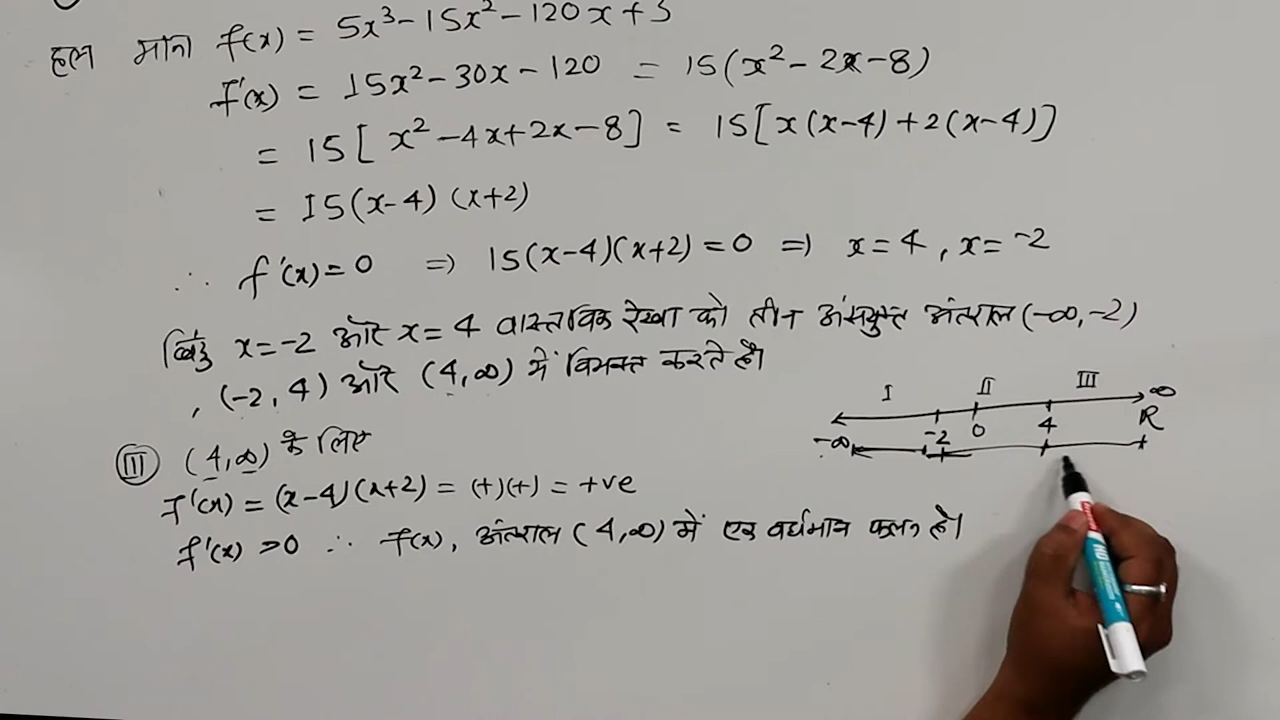 हल माना f(x) = 5x³ - 15x² - 120x + 3
f'(x) = 15x² - 30x - 120 = 15(x² - 2x - 8)
= 15[x² - 4x + 2x - 8] = 15[x(x-4) + 2(x-4)]
= 15(x-4)(x+2)
∴ f'(x) = 0 ⇒ 15(x-4)(x+2) = 0 ⇒ x = 4, x = -2
बिंदु x = -2 और x = 4 वास्तविक रेखा को तीन असंयुक्त अंतराल (-∞, -2)
, (-2, 4) और (4, ∞) में विभक्त करते है।
I II III
∞
-∞ -2 0 4 R
(III) (4, ∞) के लिए
f'(x) = (x-4)(x+2) = (+)(+) = +ve
f'(x) > 0 ∴ f(x), अंतराल (4, ∞) में एक वर्धमान फलन है।